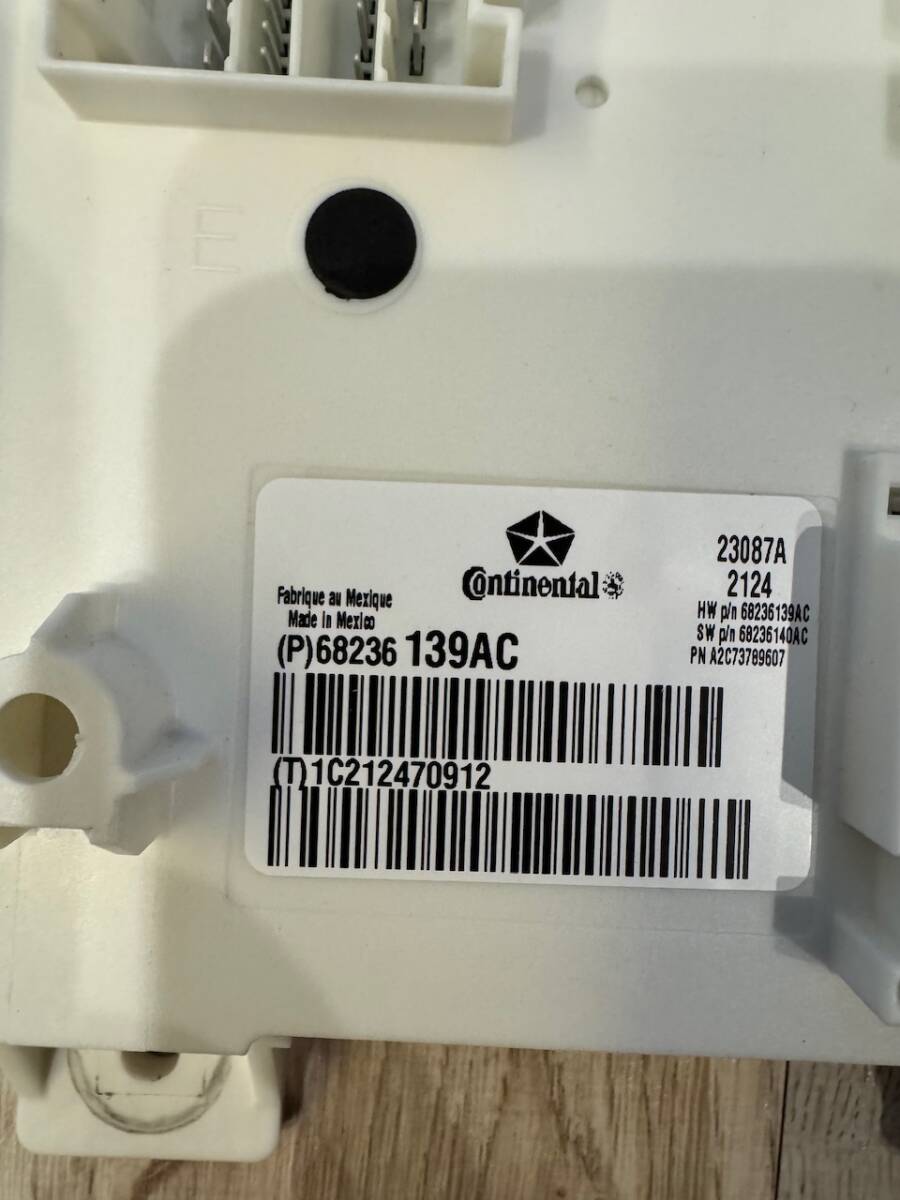 E
Continental
23087A
2124
HW p/n 68236139AC
SW p/n 68236140AC
PN A2C73789607
Fabrique au Mexique
Made in Mexico
(P)68236 139AC
(T)1C212470912